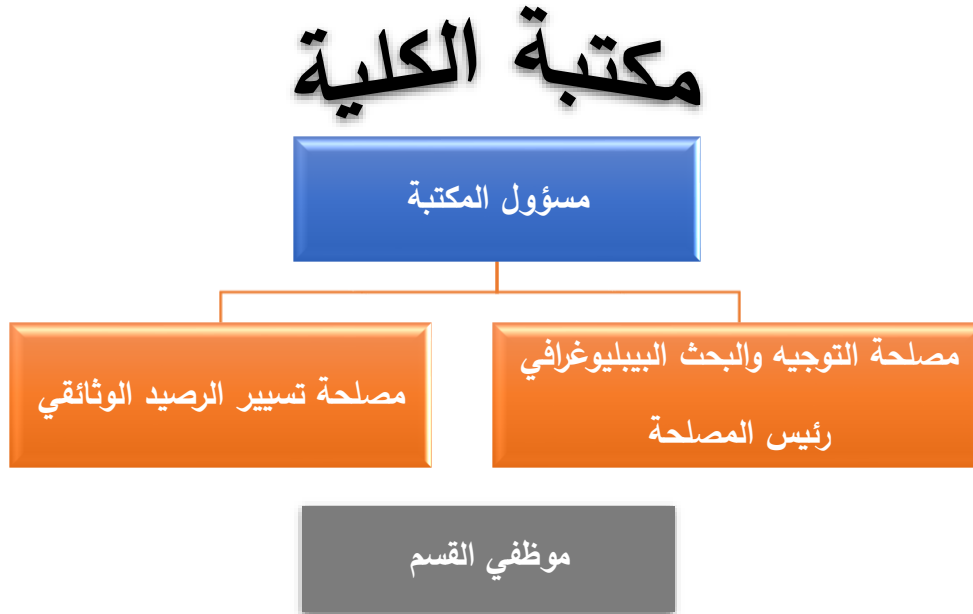 مكتبة الكلية
مسؤول المكتبة
مصلحة التوجيه والبحث البيبليوغرافي
رئيس المصلحة
مصلحة تسيير الرصيد الوثائقي
موظفي القسم